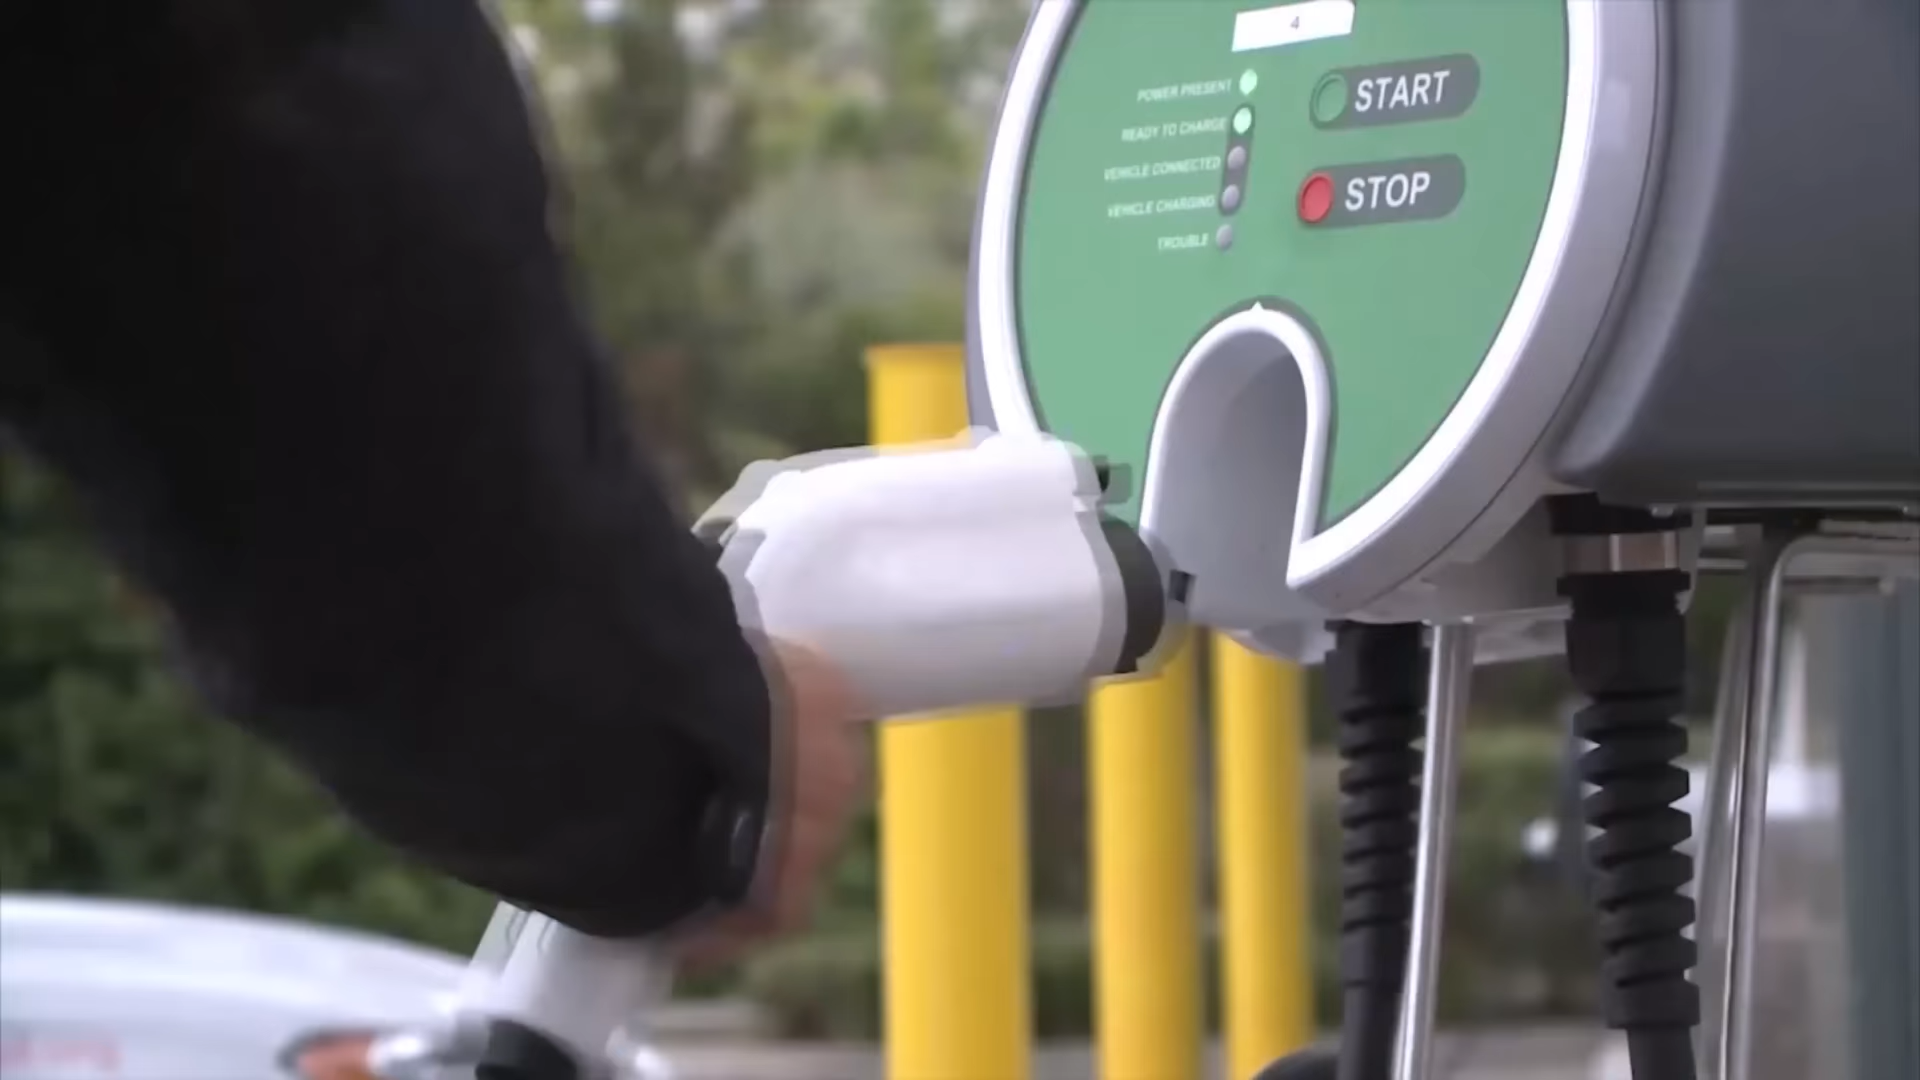 4
POWER PRESENT
READY TO CHARGE
VEHICLE CONNECTED
VEHICLE CHARGING
TROUBLE
START
STOP